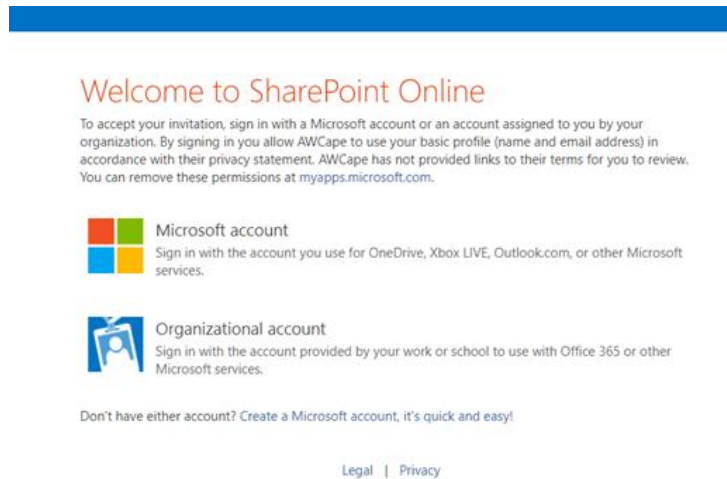 Welcome to SharePoint Online
To accept your invitation, sign in with a Microsoft account or an account assigned to you by your
organization. By signing in you allow AWCape to use your basic profile (name and email address) in
accordance with their privacy statement. AWCape has not provided links to their terms for you to review.
You can remove these permissions at myapps.microsoft.com.
Microsoft account
Sign in with the account you use for OneDrive, Xbox LIVE, Outlook.com, or other Microsoft
services.
Organizational account
Sign in with the account provided by your work or school to use with Office 365 or other
Microsoft services.
Don't have either account? Create a Microsoft account, it's quick and easy!
Legal | Privacy